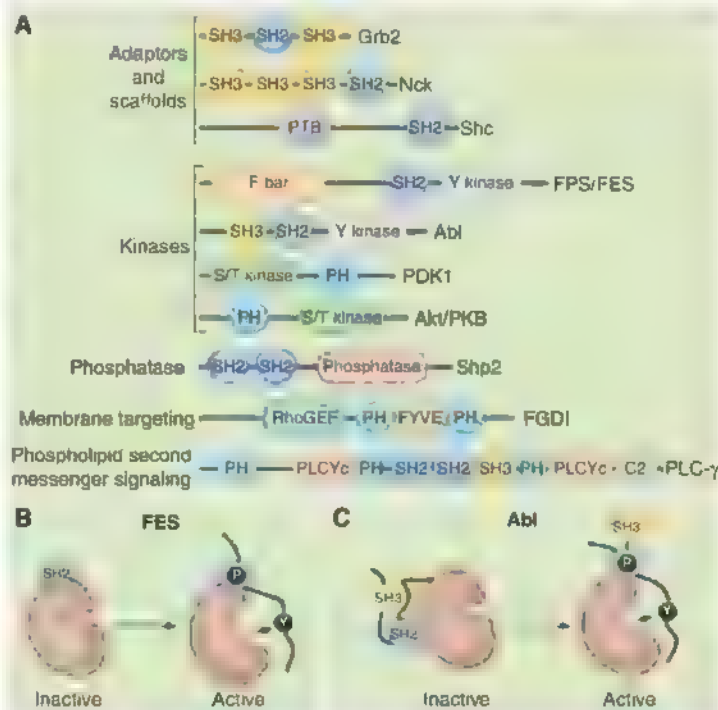 A
Adaptors and scaffolds
SH3 SH2 SH3 Grb2
SH3 SH3 SH3 SH2 Nck
PTB SH2 Shc
Kinases
F bar SH2 Y kinase FPS/FES
SH3 SH2 Y kinase Abl
S/T kinase PH PDK1
PH S/T kinase Akt/PKB
Phosphatase SH2 SH2 Phosphatase Shp2
Membrane targeting RhoGEF PH FYVE PH FGDI
Phospholipid second
messenger signaling PH PLCYc PH SH2 SH2 SH3 PH PLCYc C2 PLC-γ
B FES
SH2
P
Y
Inactive Active
C Abl
SH3
SH2
SH3
P
Y
Inactive Active